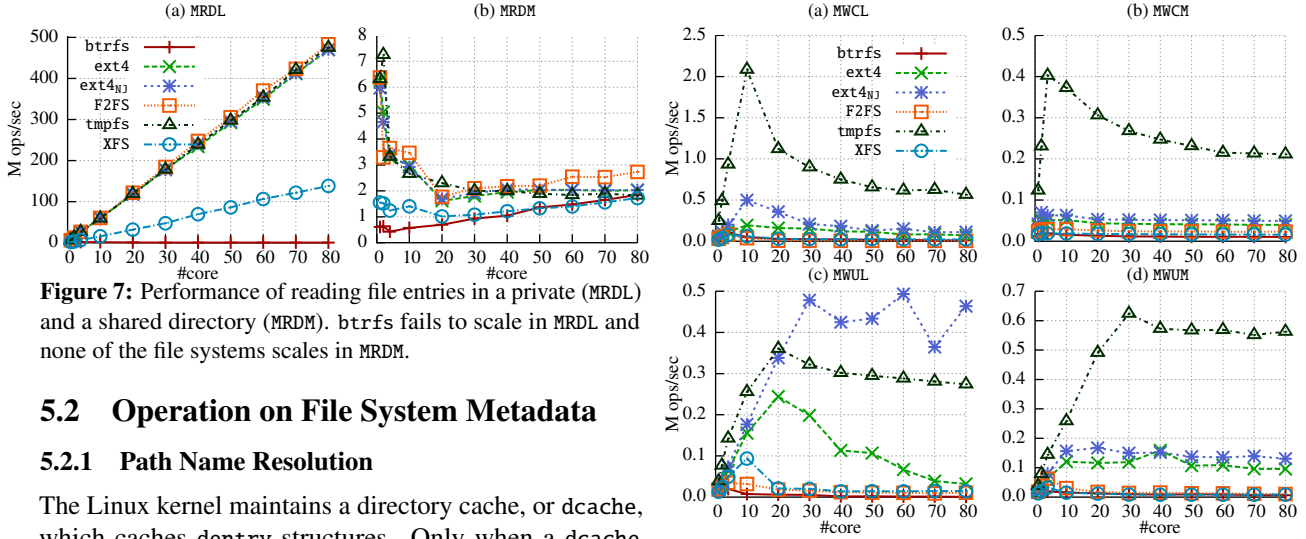 (a) MRDL
(b) MRDM
M ops/sec
500
400
300
200
100
0
btrfs
ext4
ext4NJ
F2FS
tmpfs
XFS
0 10 20 30 40 50 60 70 80
8
7
6
5
4
3
2
1
0
0 10 20 30 40 50 60 70 80
#core
Figure 7: Performance of reading file entries in a private (MRDL)
and a shared directory (MRDM). btrfs fails to scale in MRDL and
none of the file systems scales in MRDM.
5.2 Operation on File System Metadata
5.2.1 Path Name Resolution
The Linux kernel maintains a directory cache, or dcache,
which caches dentry structures. Only when a dcache
(a) MWCL
(b) MWCM
M ops/sec
2.5
2.0
1.5
1.0
0.5
0.0
btrfs
ext4
ext4NJ
F2FS
tmpfs
XFS
0 10 20 30 40 50 60 70 80
0.5
0.4
0.3
0.2
0.1
0.0
0 10 20 30 40 50 60 70 80
#core
(c) MWUL
(d) MWUM
M ops/sec
0.5
0.4
0.3
0.2
0.1
0.0
0 10 20 30 40 50 60 70 80
0.7
0.6
0.5
0.4
0.3
0.2
0.1
0.0
0 10 20 30 40 50 60 70 80
#core